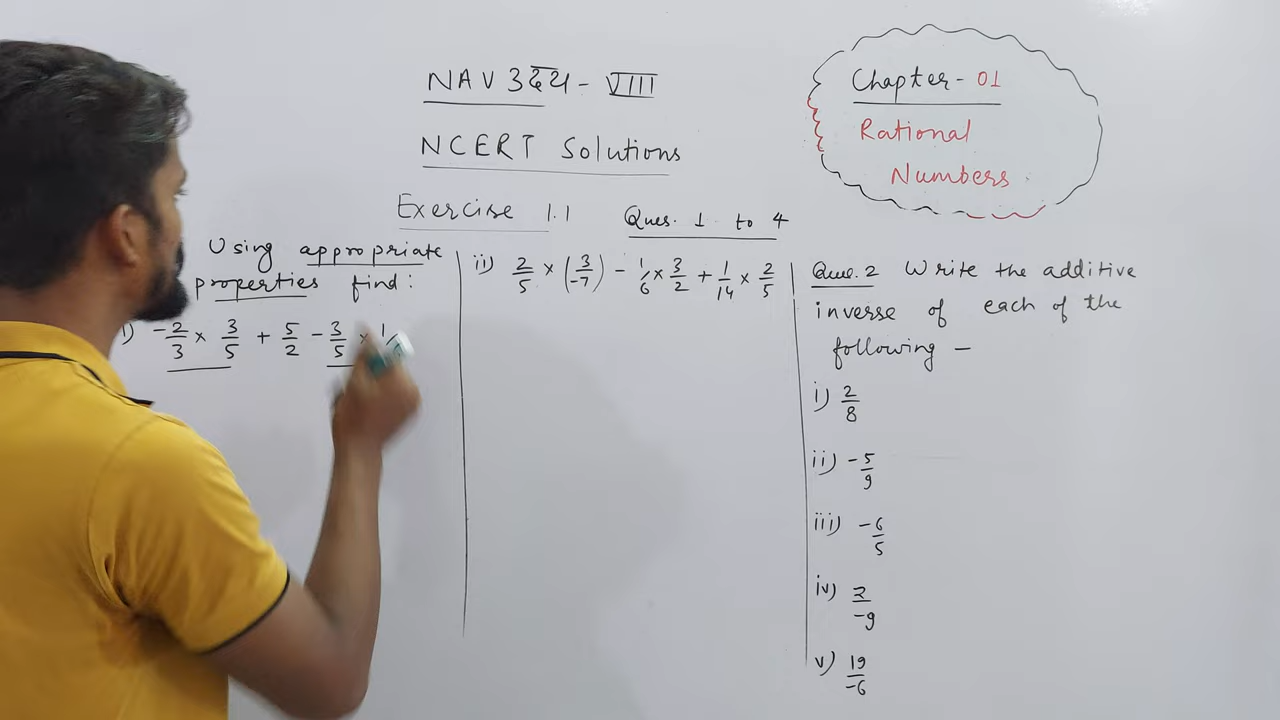 NAV उदय - VIII
NCERT Solutions
Chapter - 01
Rational
Numbers
Exercise 1.1 Ques. 1 to 4
Using appropriate
properties find:
i) -2/3 × 3/5 + 5/2 - 3/5 × 1/
ii) 2/5 × (3/-7) - 1/6 × 3/2 + 1/14 × 2/5
Que. 2 Write the additive
inverse of each of the
following -
i) 2/8
ii) -5/9
iii) -6/5
iv) 2/-9
v) 19/-6